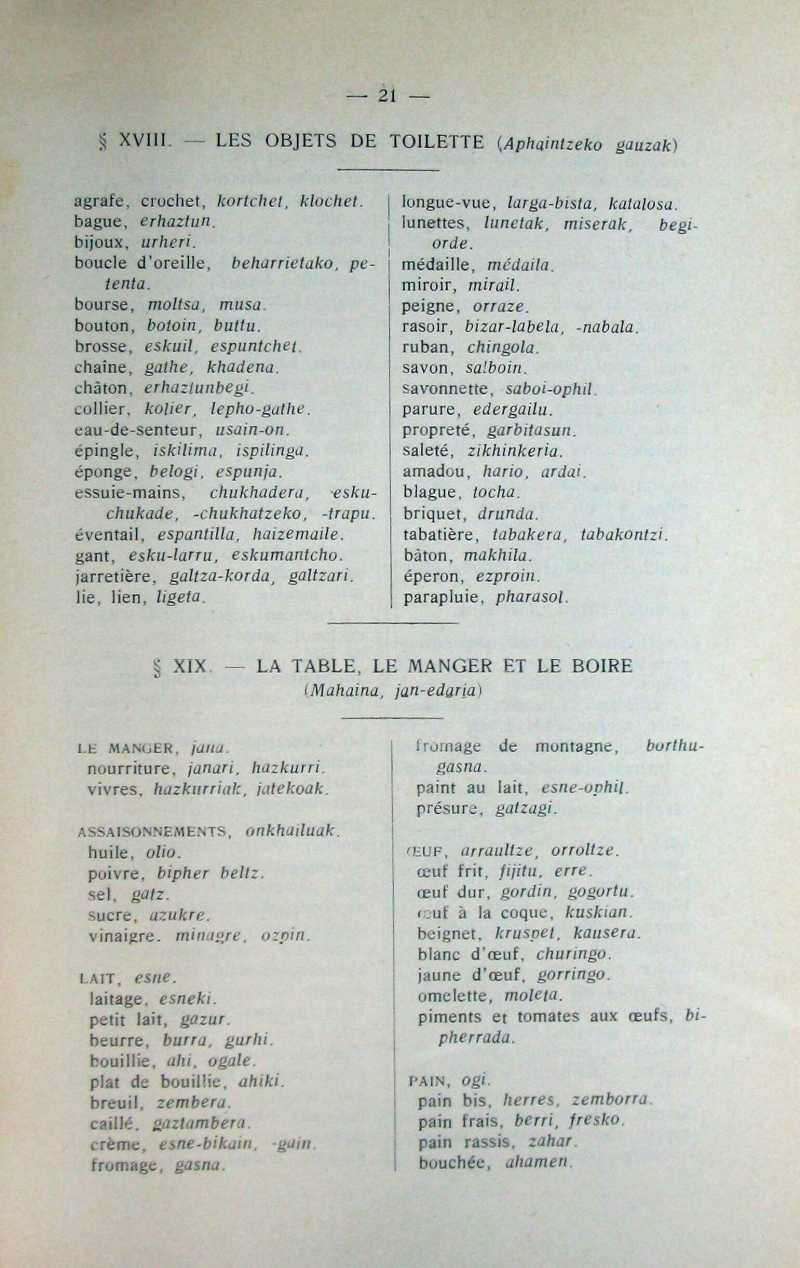 — 21 —
§ XVIII. — LES OBJETS DE TOILETTE (Aphaintzeko gauzak)
agrafe, crochet, kortchet, klochet.
bague, erhaztun.
bijoux, urheri.
boucle d'oreille, beharrietako, pe-
tenta.
bourse, moltsa, musa.
bouton, botoin, buttu.
brosse, eskuil, espuntchet.
chaîne, gathe, khadena.
châton, erhaztunbegi.
collier, kolier, lepho-gathe.
eau-de-senteur, usain-on.
épingle, iskilima, ispilinga.
éponge, belogi, espunja.
essuie-mains, chukhadera, esku-
chukade, -chukhatzeko, -trapu.
éventail, espantilla, haizemaile.
gant, esku-larru, eskumantcho.
jarretière, galtza-korda, galtzari.
lie, lien, ligeta.
longue-vue, larga-bista, katalosa.
lunettes, lunetak, miserak, begi-
orde.
médaille, médaila.
miroir, mirail.
peigne, orraze.
rasoir, bizar-labela, -nabala.
ruban, chingola.
savon, salboin.
savonnette, saboi-ophil.
parure, edergailu.
propreté, garbitasun.
saleté, zikhinkeria.
amadou, hario, ardai.
blague, tocha.
briquet, drunda.
tabatière, tabakera, tabakontzi.
bâton, makhila.
éperon, ezproin.
parapluie, pharasol.
§ XIX. — LA TABLE, LE MANGER ET LE BOIRE
(Mahaina, jan-edaria)
LE MANGER, jana.
nourriture, janari, hazkurri.
vivres, hazkurriak, jatekoak.
ASSAISONNEMENTS, onkhailuak.
huile, olio.
poivre, bipher beltz.
sel, gatz.
sucre, azukre.
vinaigre. minagre, ozpin.
LAIT, esne.
laitage, esneki.
petit lait, gazur.
beurre, burra, gurhi.
bouillie, ahi, ogale.
plat de bouillie, ahiki.
breuil, zembera.
caillé, gaztambera.
crème, esne-bikain, -gain.
fromage, gasna.
fromage de montagne, borthu-
gasna.
paint au lait, esne-ophil.
présure, gatzagi.
ŒUF, arraultze, orroltze.
œuf frit, fijitu, erre.
œuf dur, gordin, gogortu.
œuf à la coque, kuskian.
beignet, kruspet, kausera.
blanc d'œuf, churingo.
jaune d'œuf, gorringo.
omelette, moleta.
piments et tomates aux œufs, bi-
pherrada.
PAIN, ogi.
pain bis, herres, zemborra.
pain frais, berri, fresko.
pain rassis, zahar.
bouchée, ahamen.